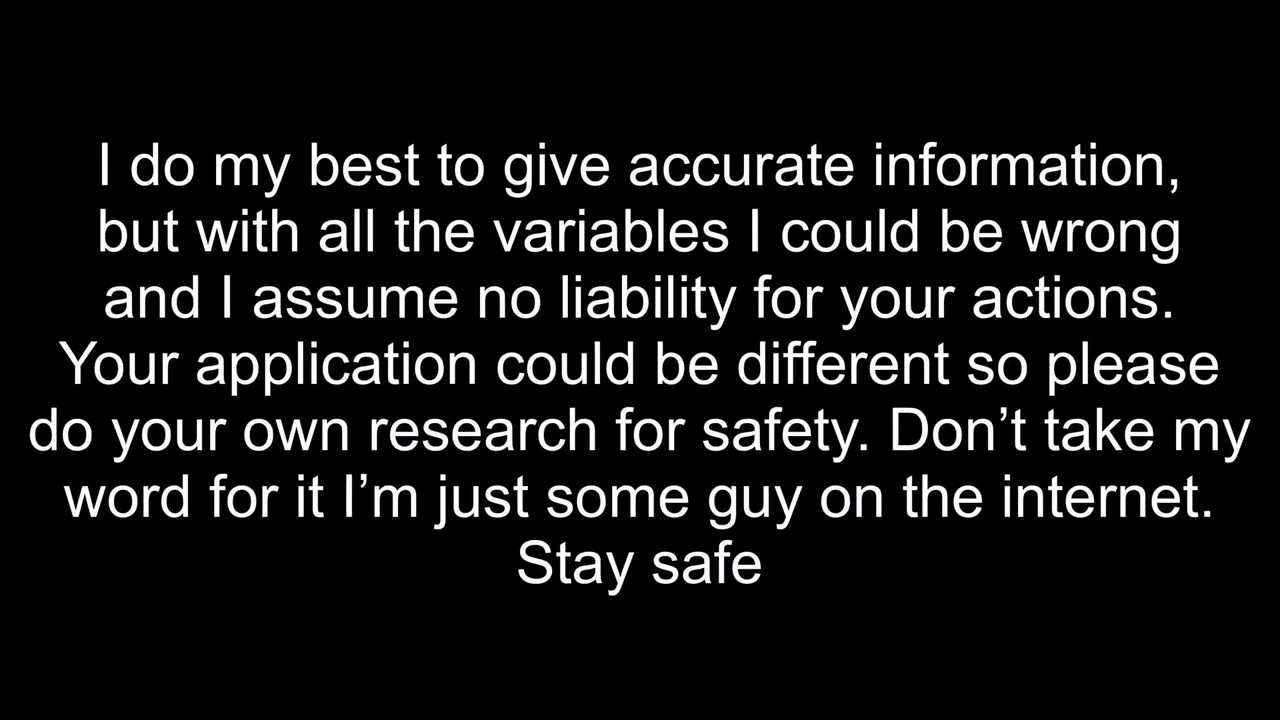 I do my best to give accurate information,
but with all the variables I could be wrong
and I assume no liability for your actions.
Your application could be different so please
do your own research for safety. Don’t take my
word for it I’m just some guy on the internet.
Stay safe